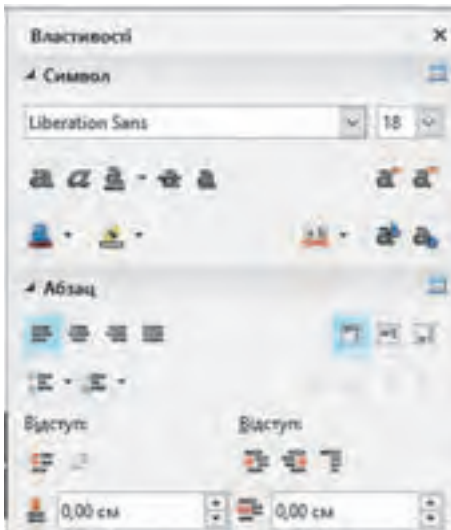 Властивості
Символ
Liberation Sans 18
Абзац
Відступ: Відступ:
0,00 см 0,00 см